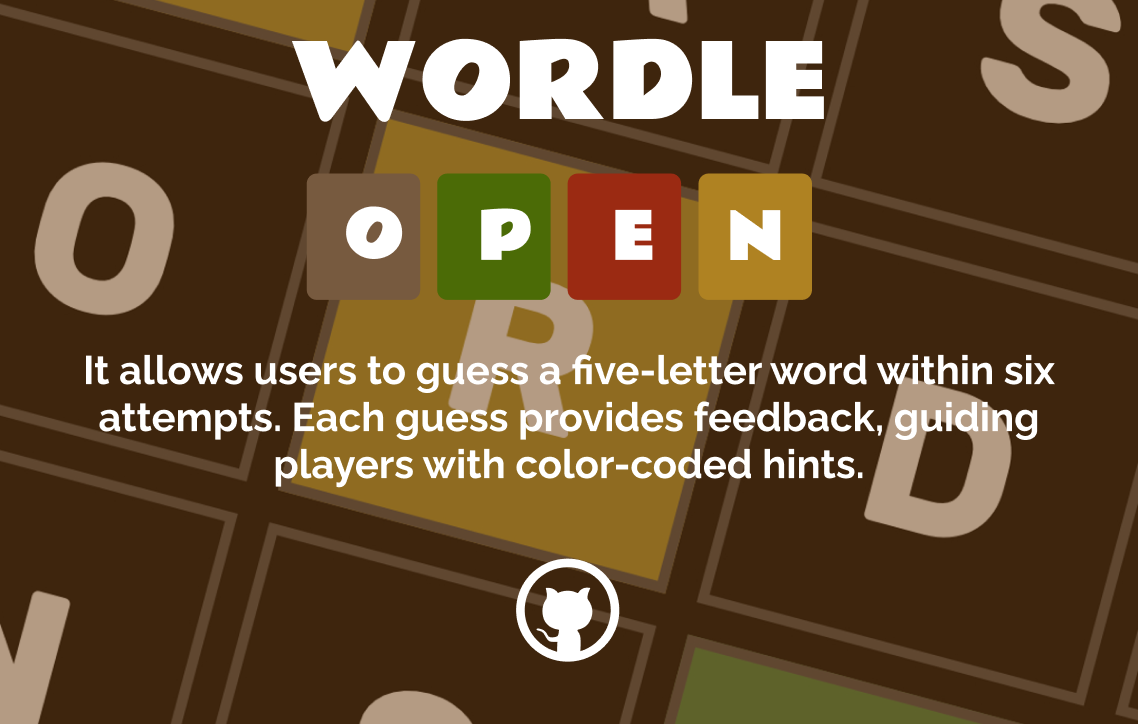 WORDLE
OPEN
It allows users to guess a five-letter word within six
attempts. Each guess provides feedback, guiding
players with color-coded hints.
S
O
R
D